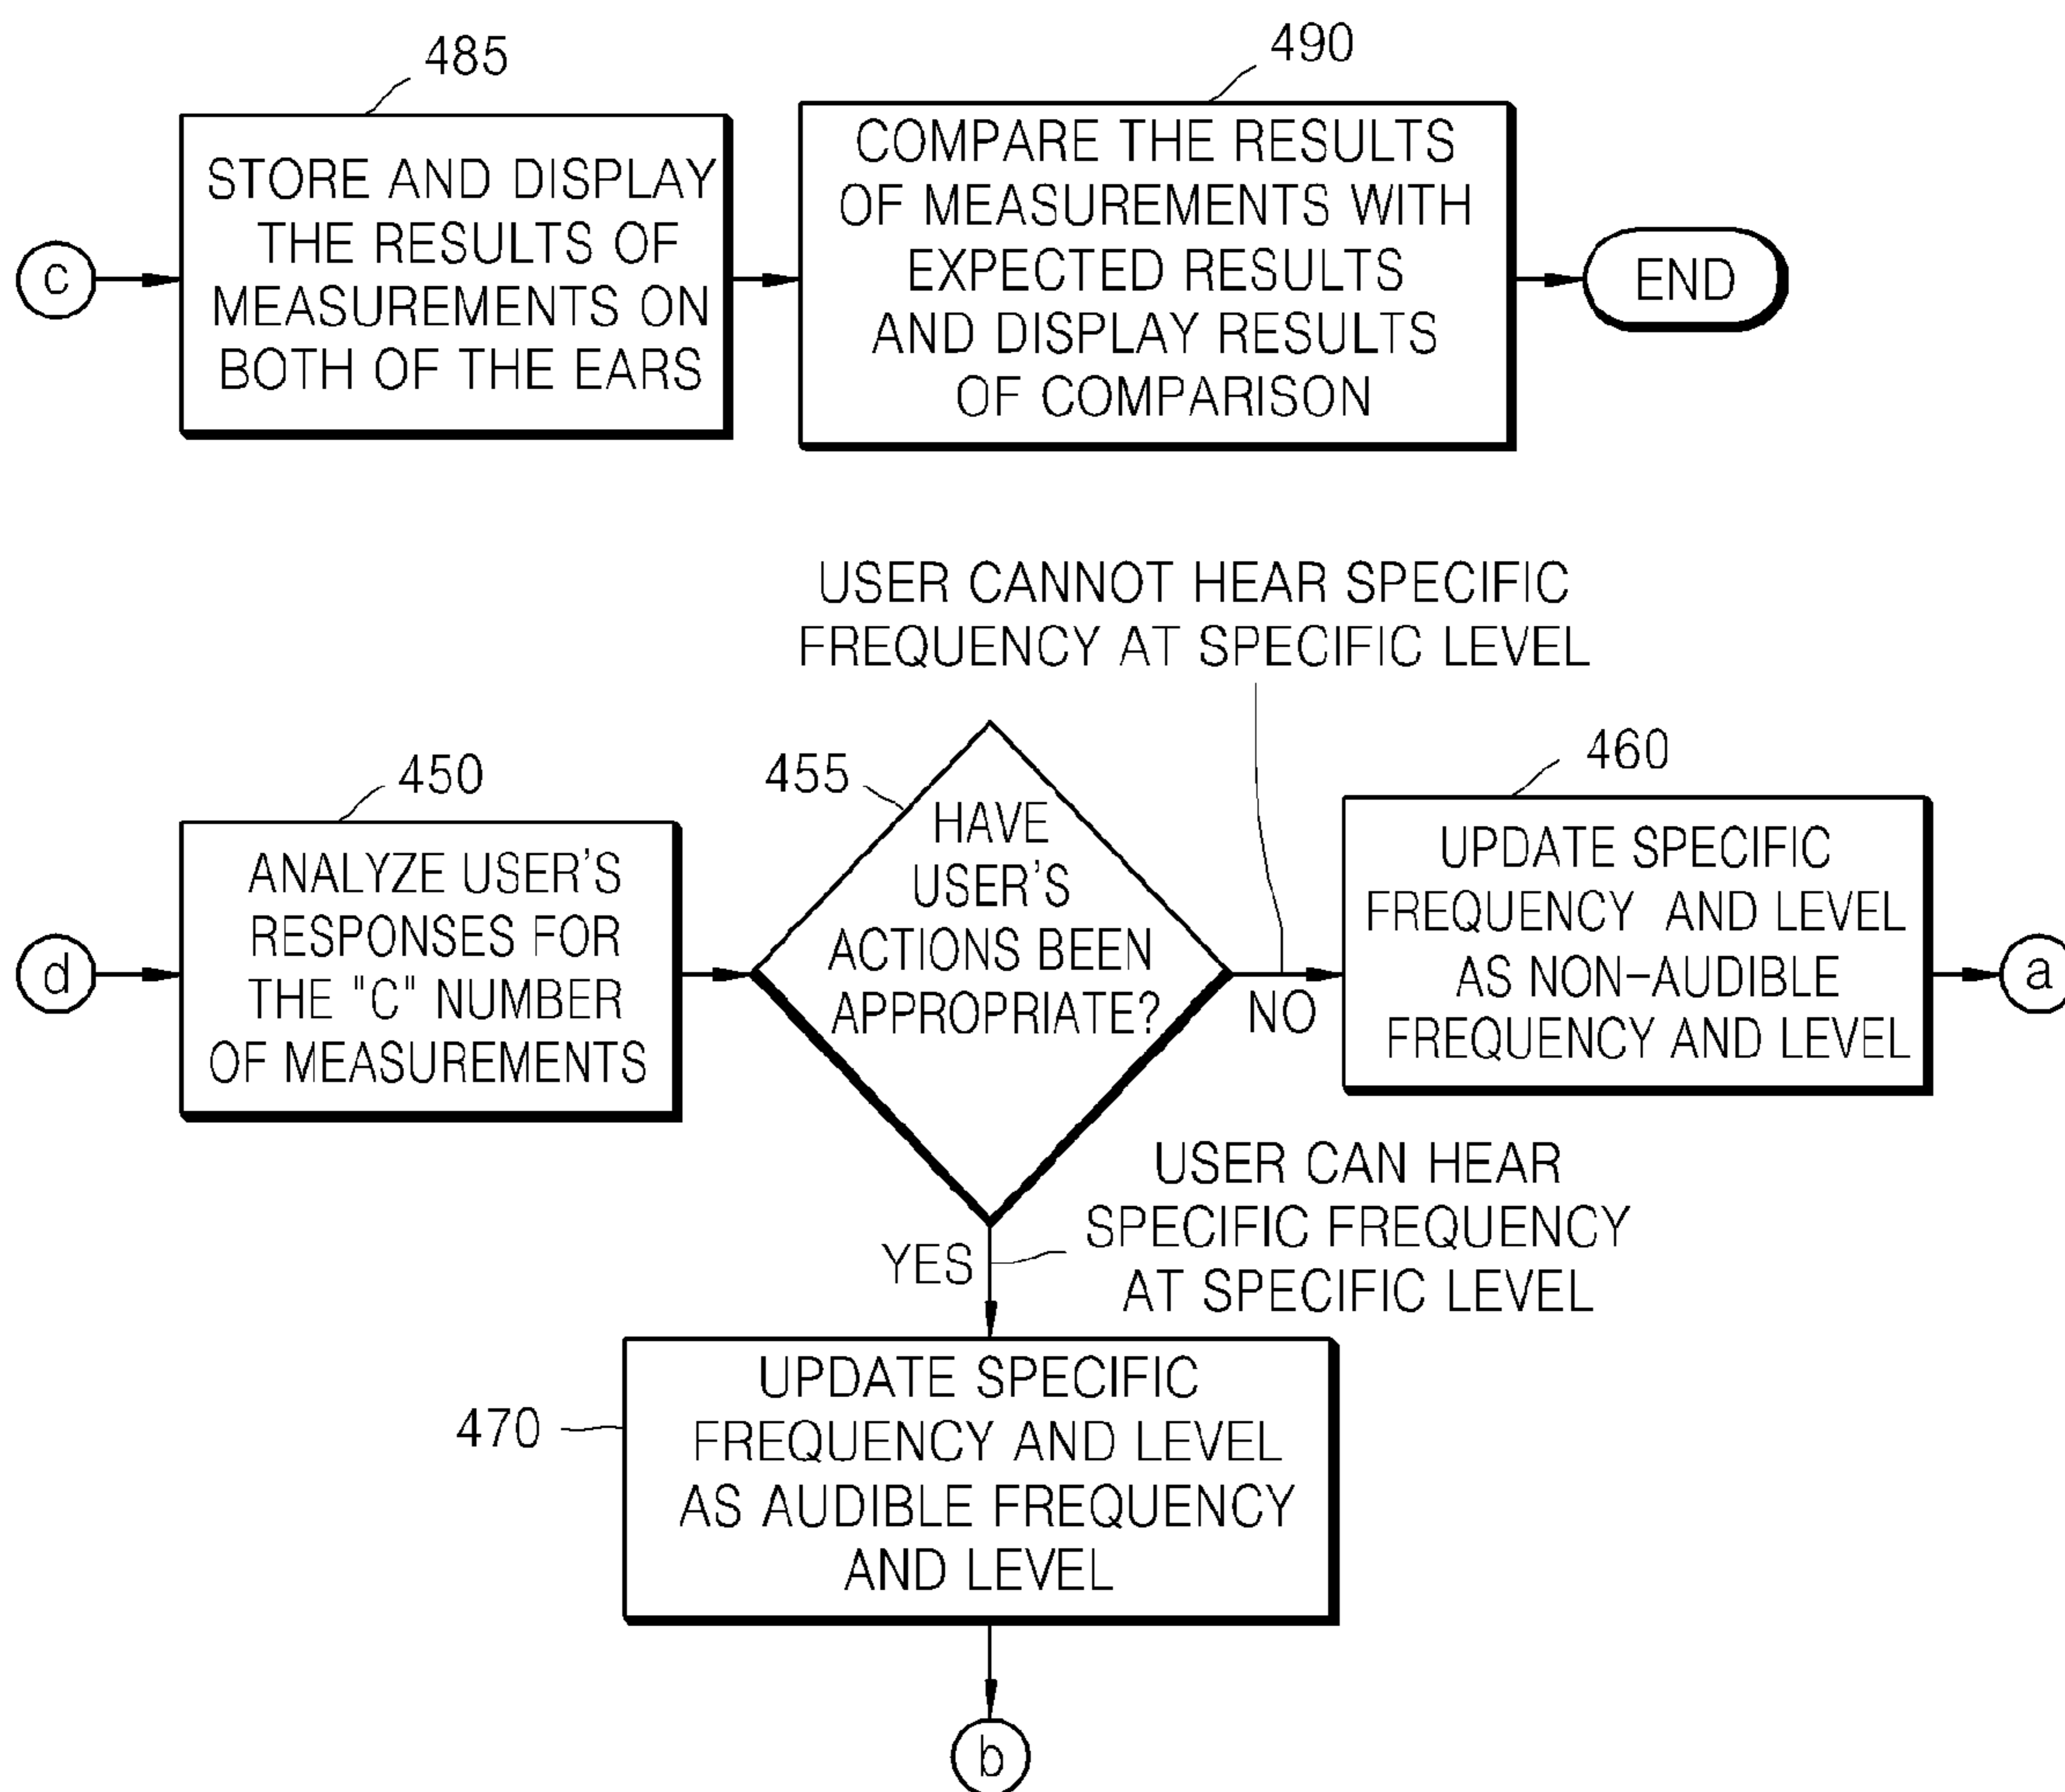 485
490
c
STORE AND DISPLAY
THE RESULTS OF
MEASUREMENTS ON
BOTH OF THE EARS
COMPARE THE RESULTS
OF MEASUREMENTS WITH
EXPECTED RESULTS
AND DISPLAY RESULTS
OF COMPARISON
END
USER CANNOT HEAR SPECIFIC
FREQUENCY AT SPECIFIC LEVEL
450
455
460
d
ANALYZE USER'S
RESPONSES FOR
THE "C" NUMBER
OF MEASUREMENTS
HAVE
USER'S
ACTIONS BEEN
APPROPRIATE?
NO
UPDATE SPECIFIC
FREQUENCY AND LEVEL
AS NON-AUDIBLE
FREQUENCY AND LEVEL
a
YES
USER CAN HEAR
SPECIFIC FREQUENCY
AT SPECIFIC LEVEL
470
UPDATE SPECIFIC
FREQUENCY AND LEVEL
AS AUDIBLE FREQUENCY
AND LEVEL
b